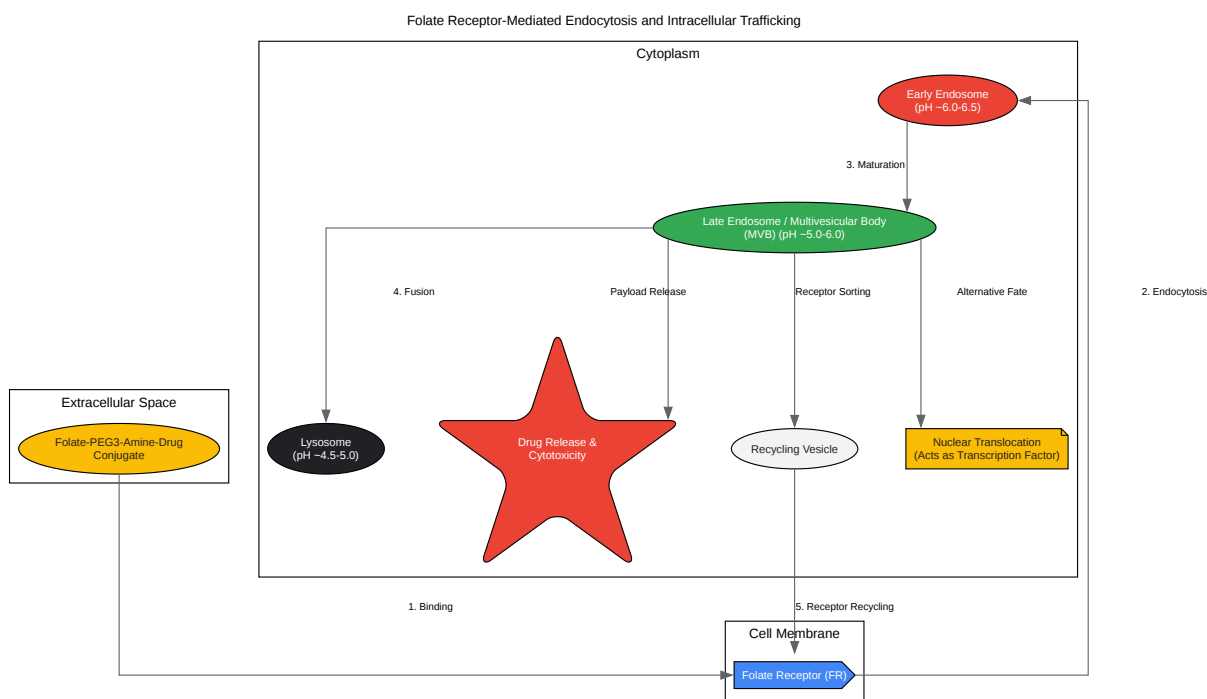 Folate Receptor-Mediated Endocytosis and Intracellular Trafficking
Cytoplasm
Early Endosome
(pH ~6.0-6.5)
3. Maturation
Late Endosome / Multivesicular Body
(MVB) (pH ~5.0-6.0)
4. Fusion
Payload Release
Receptor Sorting
Alternative Fate
2. Endocytosis
Extracellular Space
Folate-PEG3-Amine-Drug
Conjugate
Lysosome
(pH ~4.5-5.0)
Drug Release &
Cytotoxicity
Recycling Vesicle
Nuclear Translocation
(Acts as Transcription Factor)
1. Binding
5. Receptor Recycling
Cell Membrane
Folate Receptor (FR)